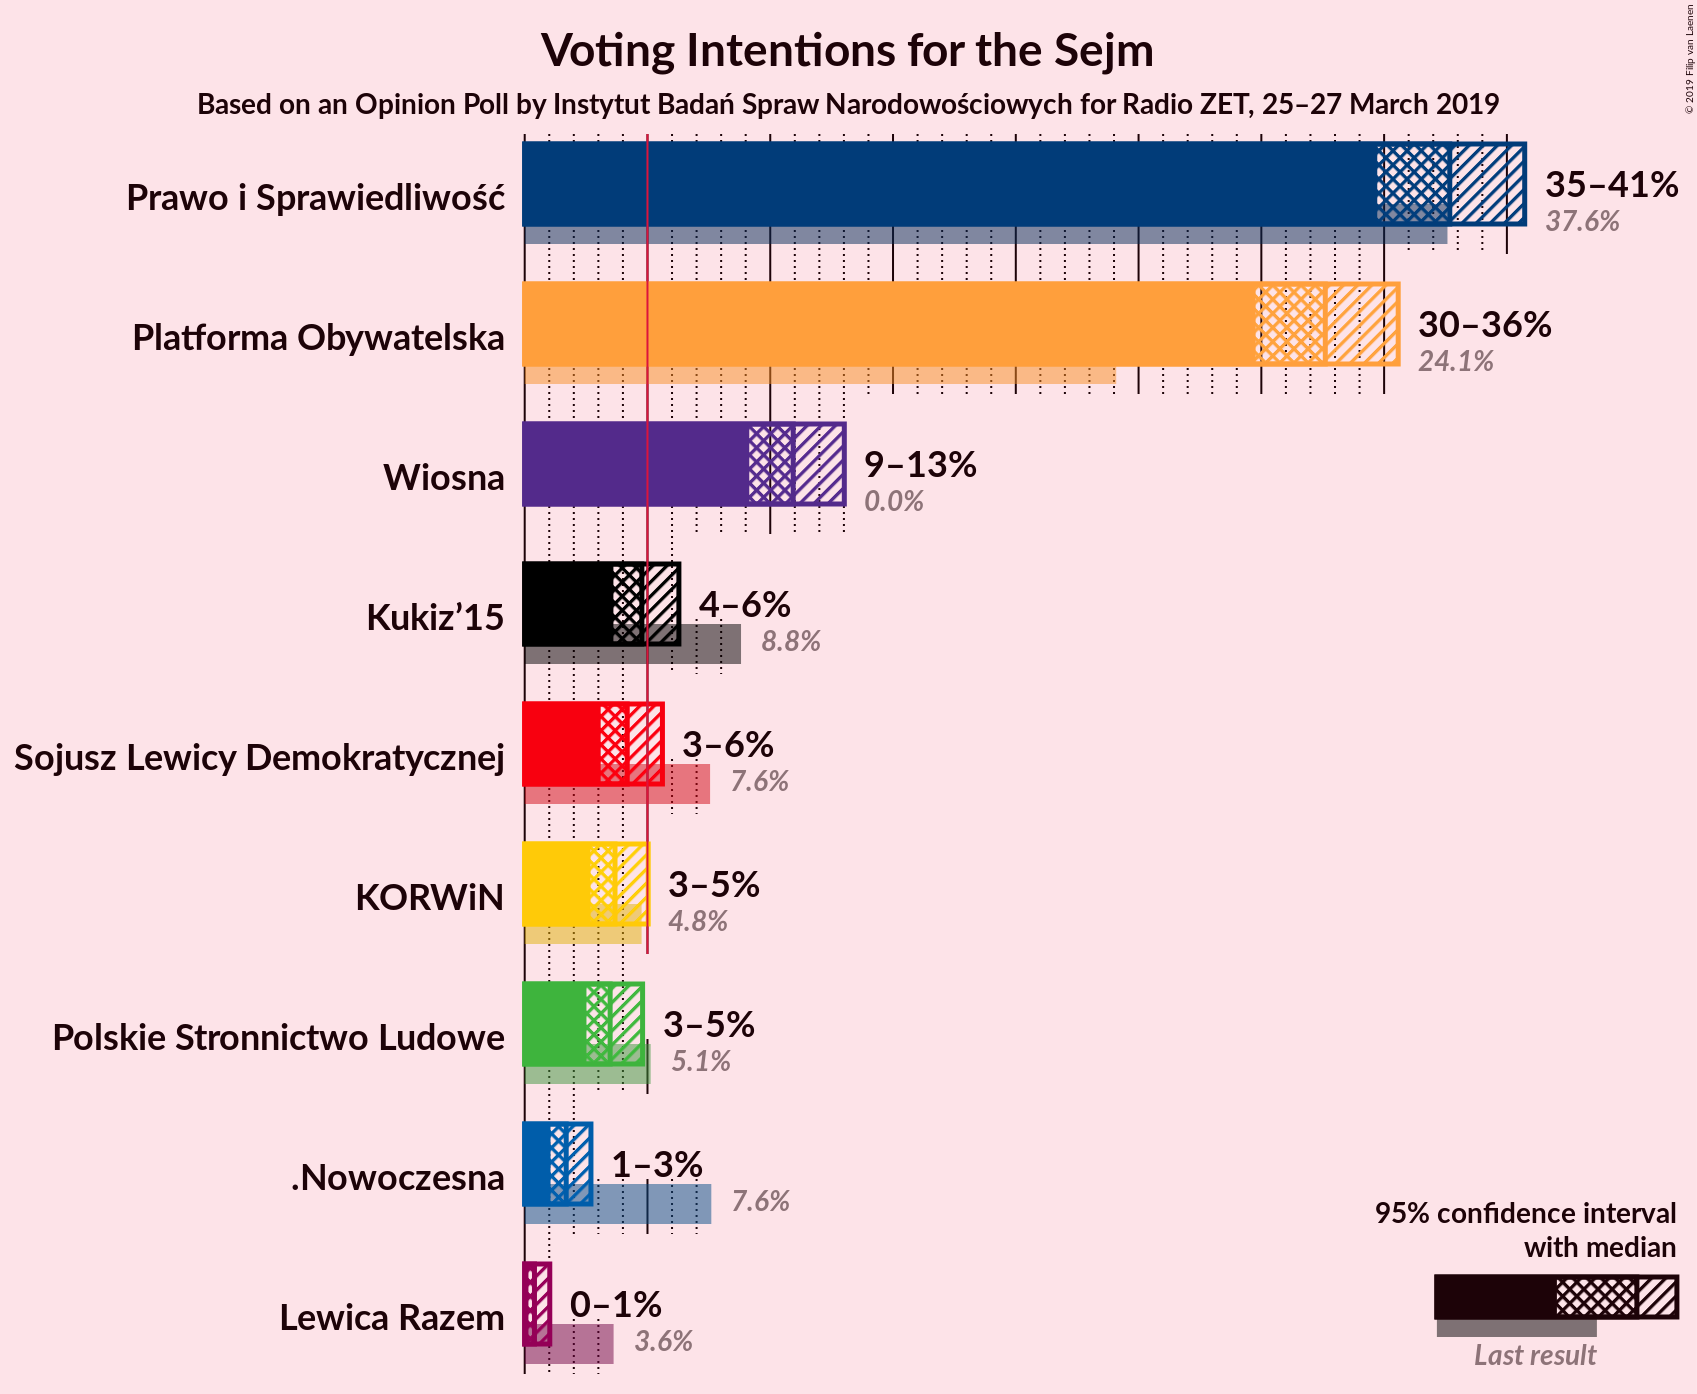 Voting Intentions for the Sejm
Based on an Opinion Poll by Instytut Badań Spraw Narodowościowych for Radio ZET, 25–27 March 2019
© 2019 Filip van Laenen
Prawo i Sprawiedliwość
35–41%
37.6%
Platforma Obywatelska
30–36%
24.1%
Wiosna
9–13%
0.0%
Kukiz’15
4–6%
8.8%
Sojusz Lewicy Demokratycznej
3–6%
7.6%
KORWiN
3–5%
4.8%
Polskie Stronnictwo Ludowe
3–5%
5.1%
.Nowoczesna
1–3%
7.6%
Lewica Razem
0–1%
3.6%
95% confidence interval
with median
Last result